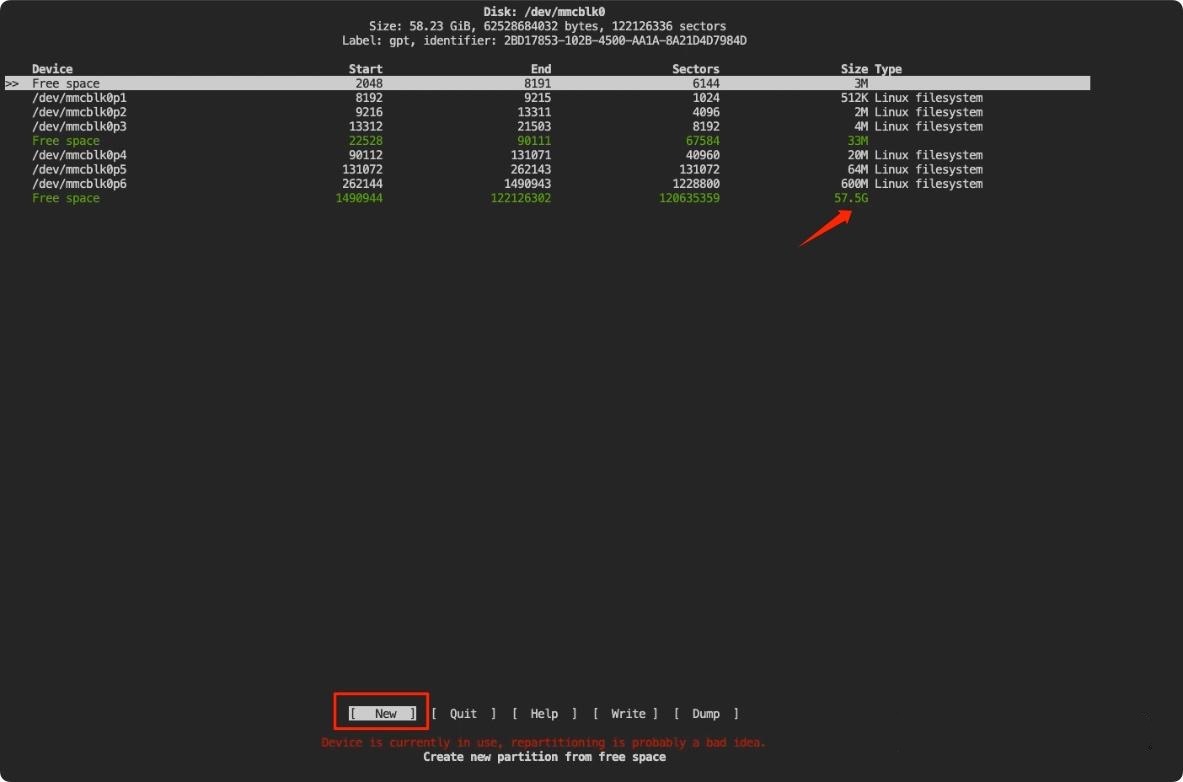 Disk: /dev/mmcblk0
Size: 58.23 GiB, 62528684032 bytes, 122126336 sectors
Label: gpt, identifier: 2BD17853-102B-4500-AA1A-8A21D4D7984D
Device Start End Sectors Size Type
>> Free space 2048 8191 6144 3M
/dev/mmcblk0p1 8192 9215 1024 512K Linux filesystem
/dev/mmcblk0p2 9216 13311 4096 2M Linux filesystem
/dev/mmcblk0p3 13312 21503 8192 4M Linux filesystem
Free space 22528 90111 67584 33M
/dev/mmcblk0p4 90112 131071 40960 20M Linux filesystem
/dev/mmcblk0p5 131072 262143 131072 64M Linux filesystem
/dev/mmcblk0p6 262144 1490943 1228800 600M Linux filesystem
Free space 1490944 122126302 120635359 57.5G
[ New ] [ Quit ] [ Help ] [ Write ] [ Dump ]
Device is currently in use, repartitioning is probably a bad idea.
Create new partition from free space